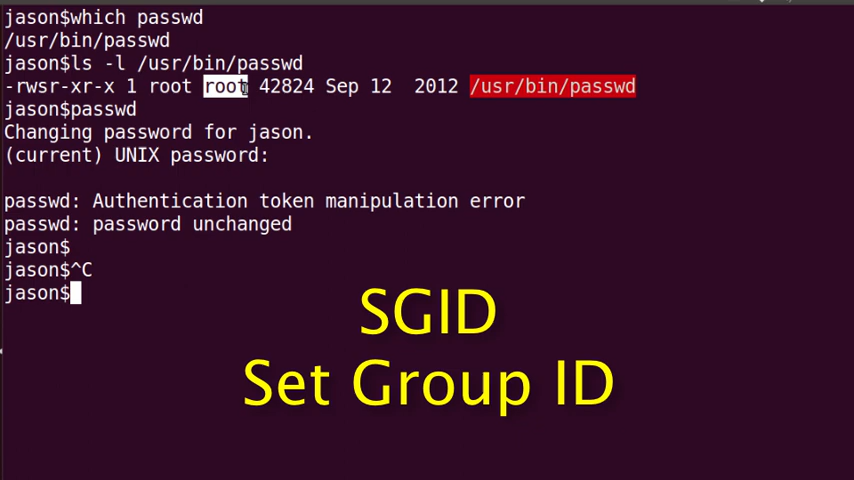 jason$which passwd
/usr/bin/passwd
jason$ls -l /usr/bin/passwd
-rwsr-xr-x 1 root root 42824 Sep 12  2012 /usr/bin/passwd
jason$passwd
Changing password for jason.
(current) UNIX password:
passwd: Authentication token manipulation error
passwd: password unchanged
jason$
jason$^C
jason$
SGID
Set Group ID